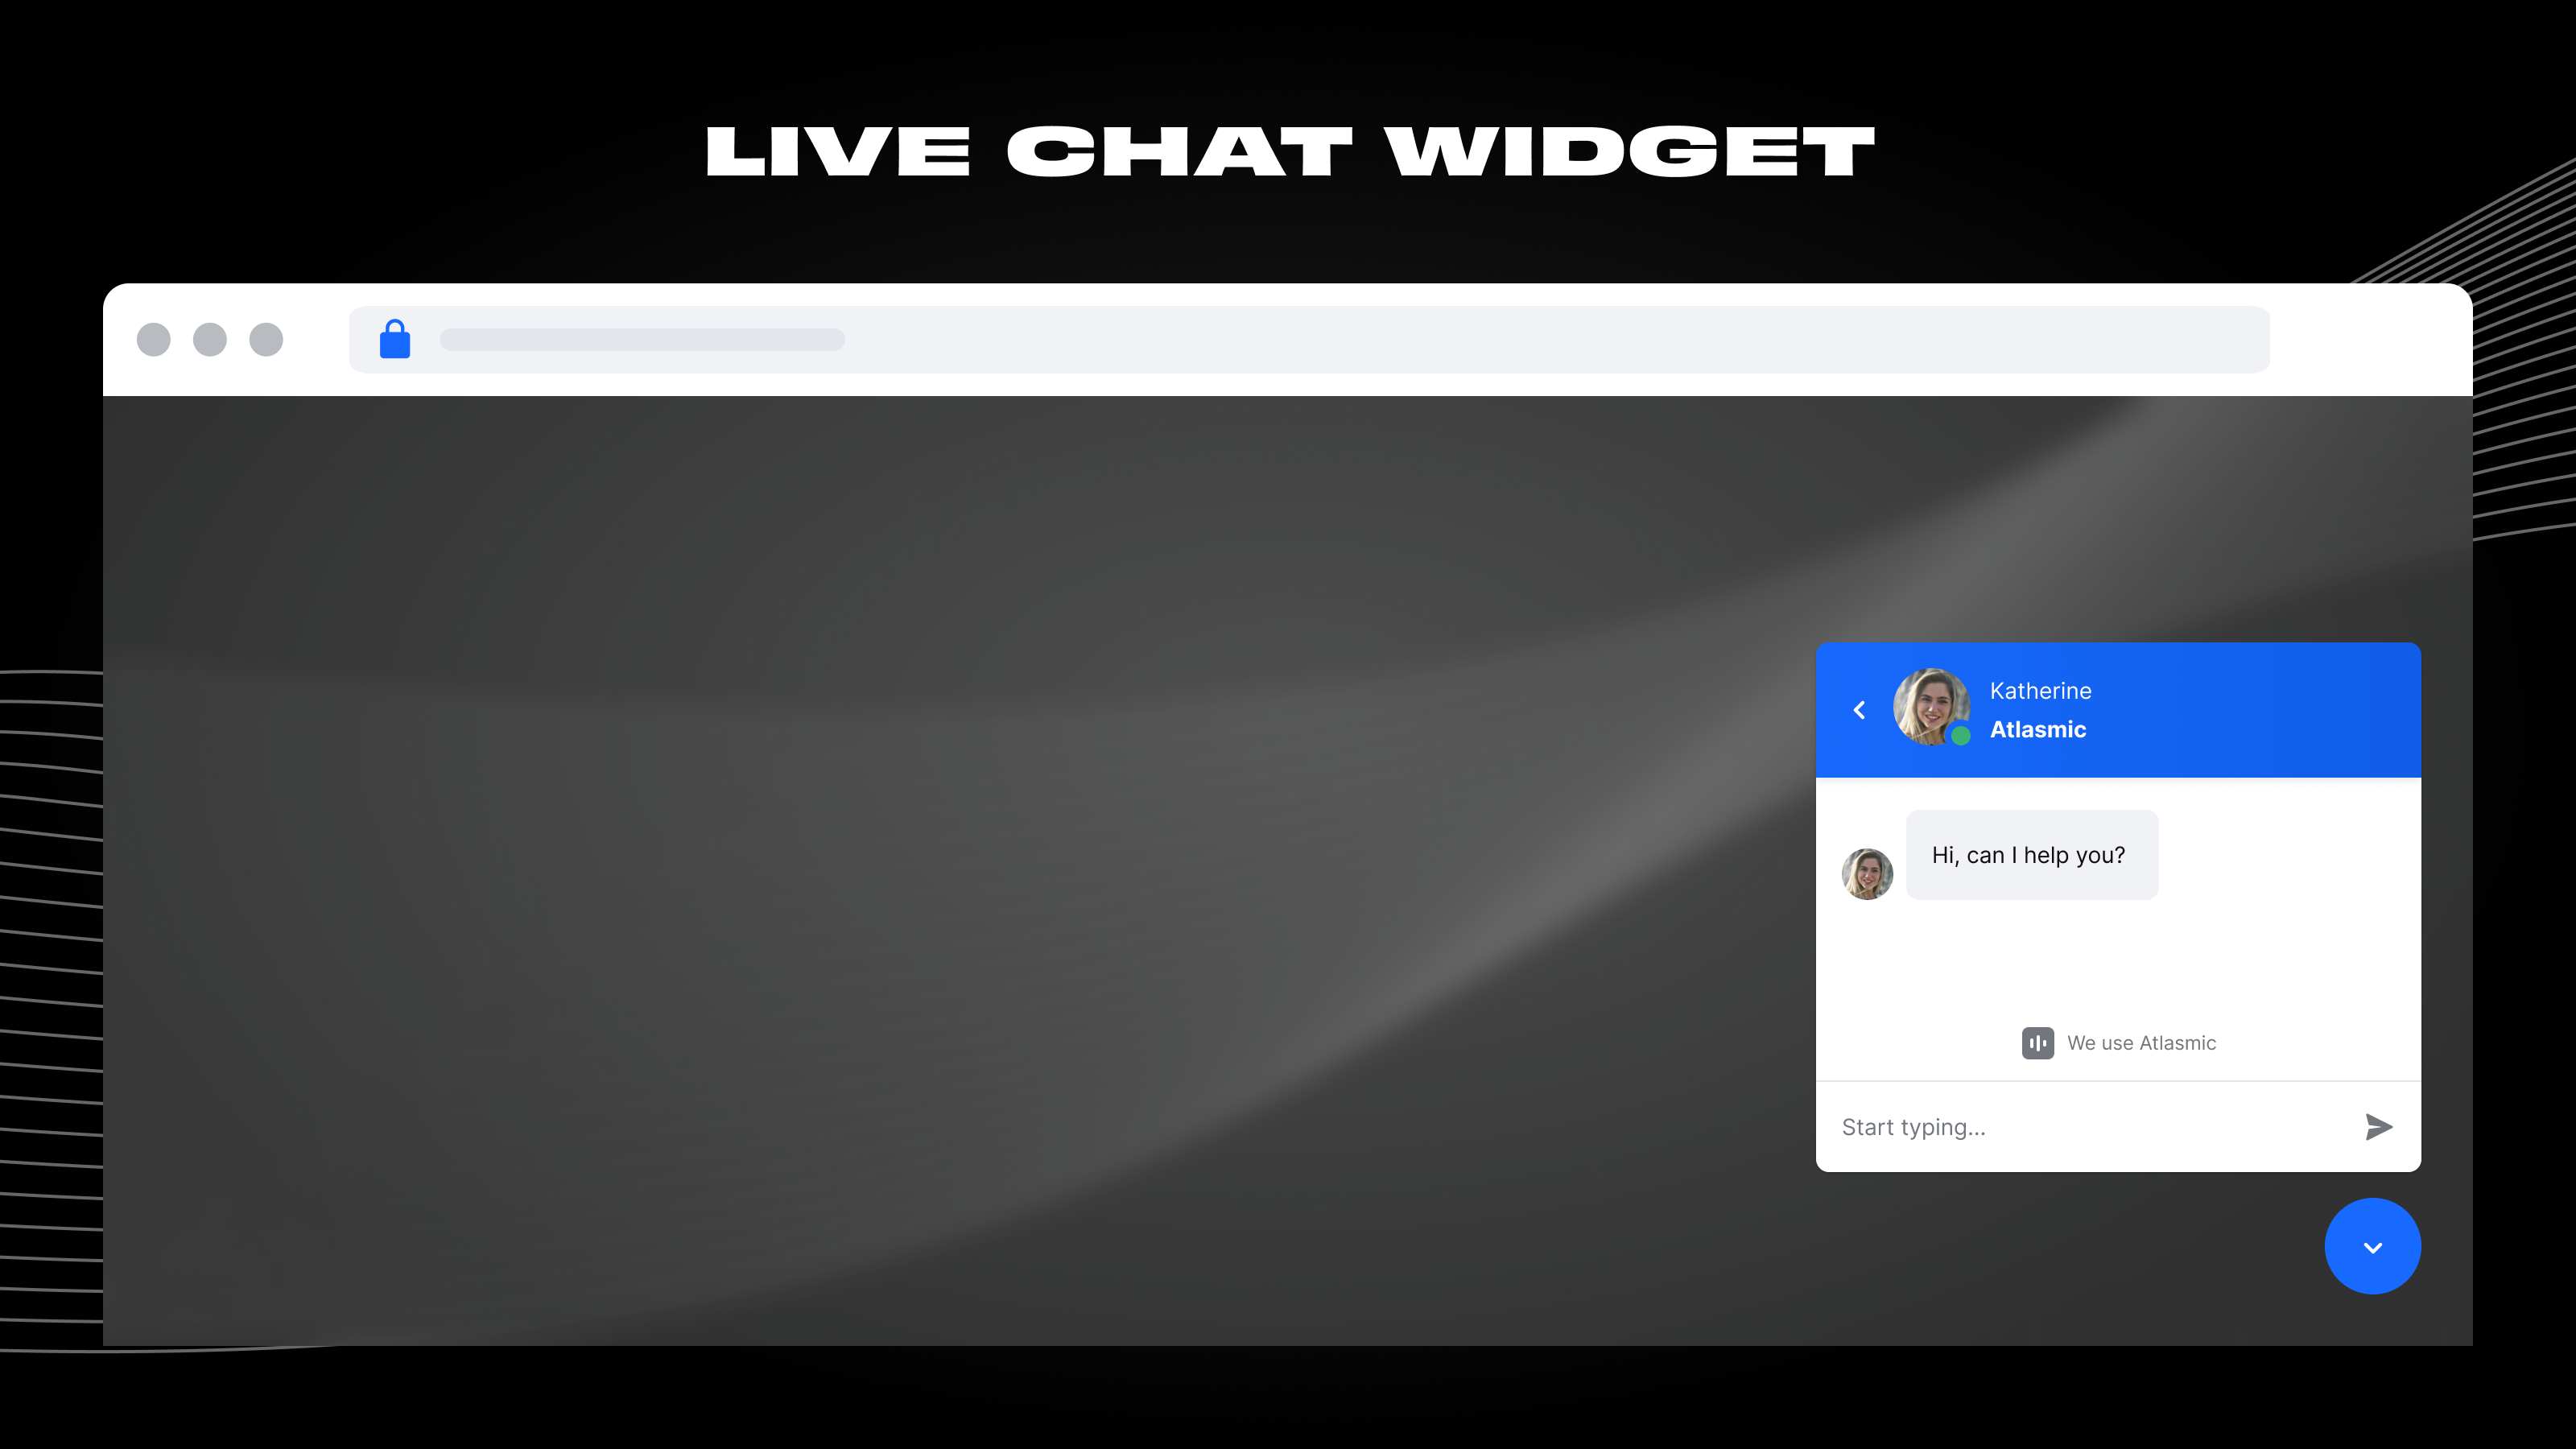 LIVE CHAT WIDGET
Katherine
Atlasmic
Hi, can I help you?
We use Atlasmic
Start typing...